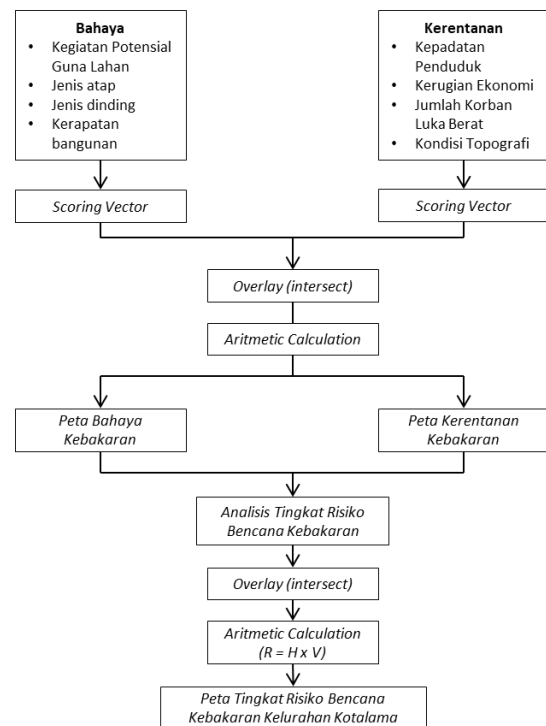 Bahaya
• Kegiatan Potensial
Guna Lahan
• Jenis atap
• Jenis dinding
• Kerapatan
bangunan
Kerentanan
• Kepadatan
Penduduk
• Kerugian Ekonomi
• Jumlah Korban
Luka Berat
• Kondisi Topografi
Scoring Vector
Scoring Vector
Overlay (intersect)
Aritmetic Calculation
Peta Bahaya
Kebakaran
Peta Kerentanan
Kebakaran
Analisis Tingkat Risiko
Bencana Kebakaran
Overlay (intersect)
Aritmetic Calculation
(R = H x V)
Peta Tingkat Risiko Bencana
Kebakaran Kelurahan Kotalama